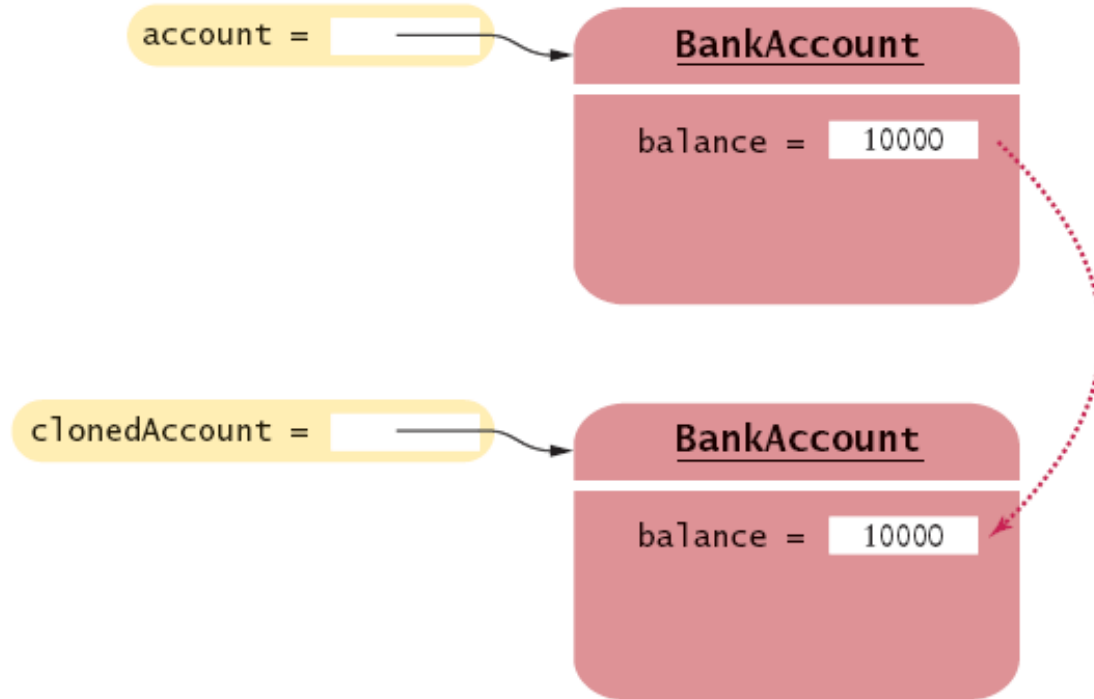 account =
BankAccount
balance = 10000
clonedAccount =
BankAccount
balance = 10000